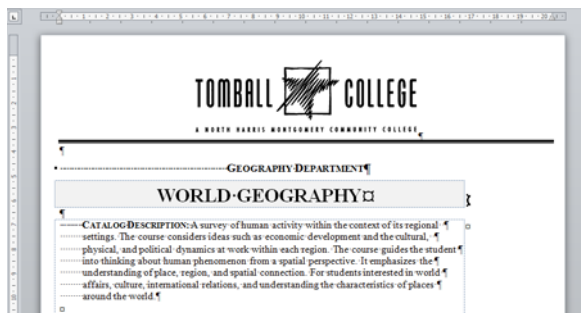 TOMBALL COLLEGE
A NORTH HARRIS MONTGOMERY COMMUNITY COLLEGE
GEOGRAPHY DEPARTMENT
WORLD GEOGRAPHY
CATALOG DESCRIPTION: A survey of human activity within the context of its regional
settings. The course considers ideas such as economic development and the cultural,
physical, and political dynamics at work within each region. The course guides the student
into thinking about human phenomenon from a spatial perspective. It emphasizes the
understanding of place, region, and spatial connection. For students interested in world
affairs, culture, international relations, and understanding the characteristics of places
around the world.